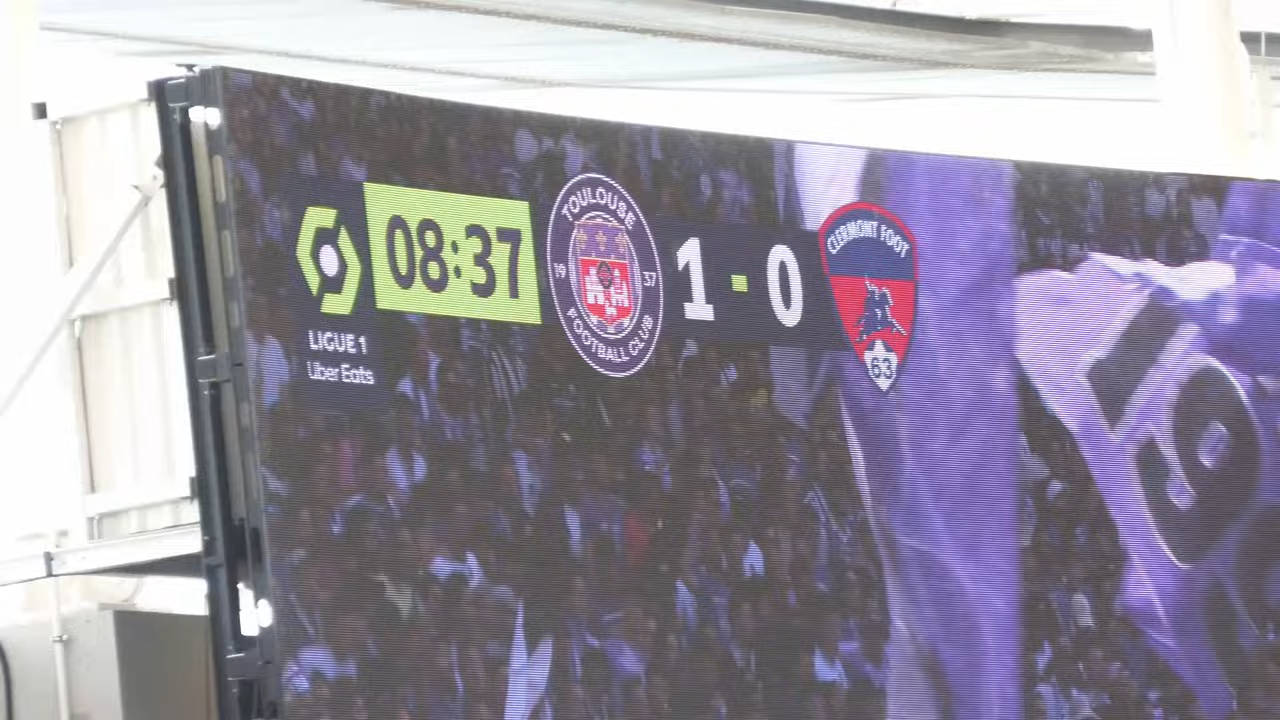 LIGUE 1
Uber Eats
08:37
TOULOUSE
19 37
FOOTBALL CLUB
1 - 0
CLERMONT FOOT
63